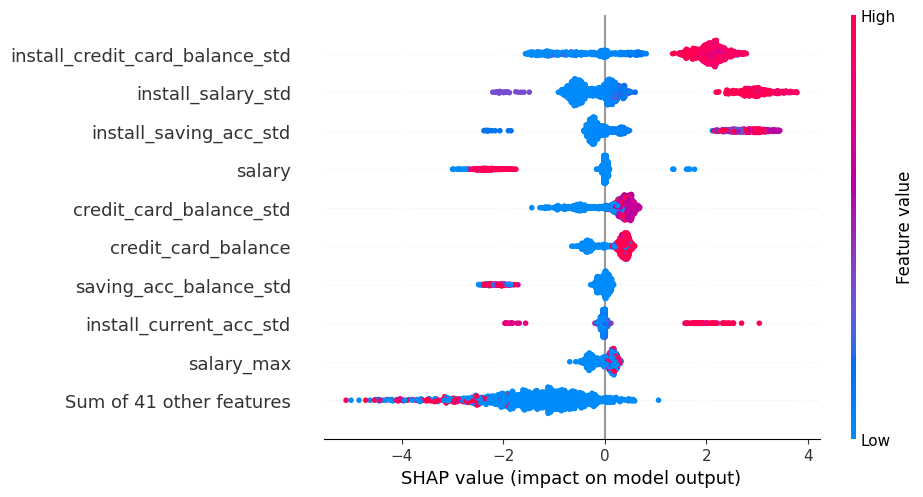 High
install_credit_card_balance_std
install_salary_std
install_saving_acc_std
salary
credit_card_balance_std
credit_card_balance
saving_acc_balance_std
install_current_acc_std
salary_max
Sum of 41 other features
Feature value
Low
−4 −2 0 2 4
SHAP value (impact on model output)